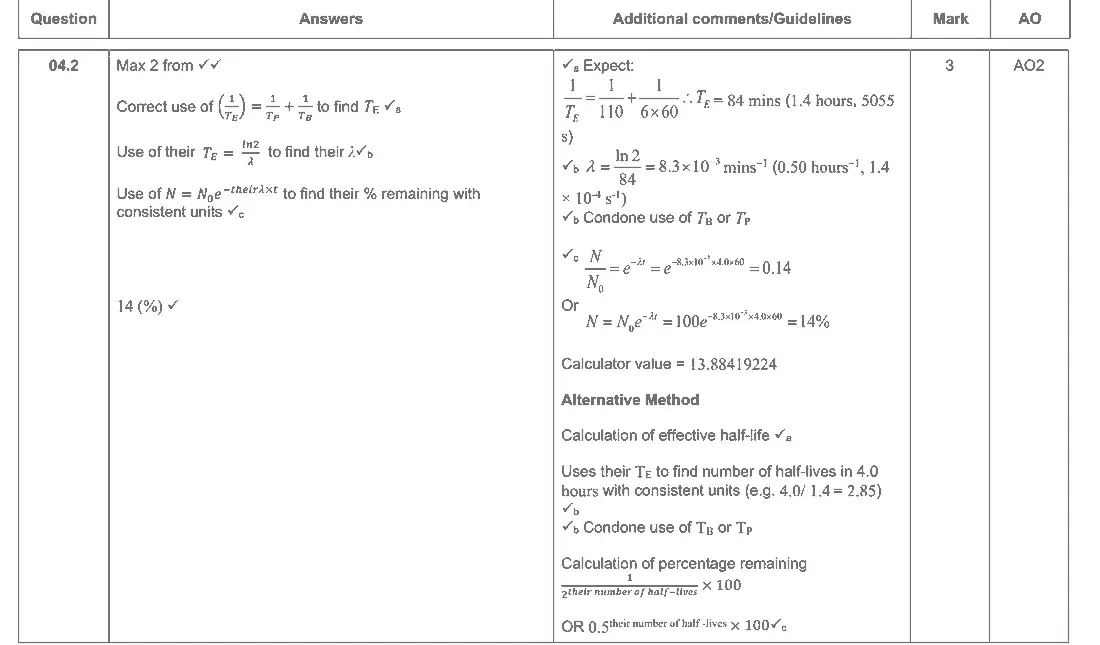 Question Answers Additional comments/Guidelines Mark AO
04.2 Max 2 from ✓✓
Correct use of (1/T_E) = 1/T_P + 1/T_B to find T_E ✓a
Use of their T_E = ln2/λ to find their λ✓b
Use of N = N₀e^(−theirλ×t) to find their % remaining with
consistent units ✓c
14 (%) ✓
✓a Expect:
1/T_E = 1/110 + 1/(6×60) ∴ T_E = 84 mins (1.4 hours, 5055
s)
✓b λ = ln 2/84 = 8.3×10⁻³ mins⁻¹ (0.50 hours⁻¹, 1.4
× 10⁻⁴ s⁻¹)
✓b Condone use of T_B or T_P
✓c N/N₀ = e^(−λt) = e^(−8.3×10⁻³×4.0×60) = 0.14
Or
N = N₀e^(−λt) = 100e^(−8.3×10⁻³×4.0×60) = 14%
Calculator value = 13.88419224
Alternative Method
Calculation of effective half-life ✓a
Uses their T_E to find number of half-lives in 4.0
hours with consistent units (e.g. 4.0/ 1.4 = 2.85)
✓b
✓b Condone use of T_B or T_P
Calculation of percentage remaining
1/2^(their number of half−lives) × 100
OR 0.5^(their number of half -lives) × 100✓c
3
AO2